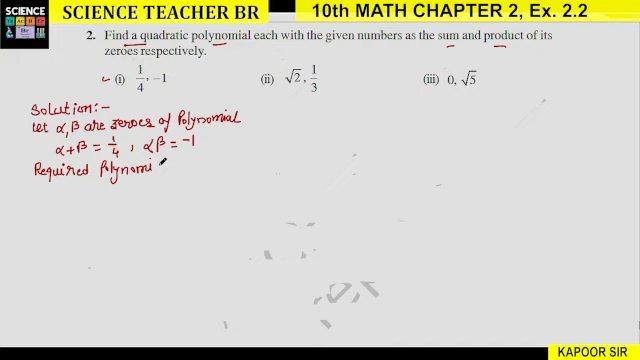 SCIENCE
SCIENCE TEACHER BR
10th MATH CHAPTER 2, Ex. 2.2
2. Find a quadratic polynomial each with the given numbers as the sum and product of its
zeroes respectively.
(i) 1/4, -1 (ii) √2, 1/3 (iii) 0, √5
Solution:-
Let α, β are zeroes of Polynomial
α+β = 1/4, αβ = -1
Required Polynomi
KAPOOR SIR